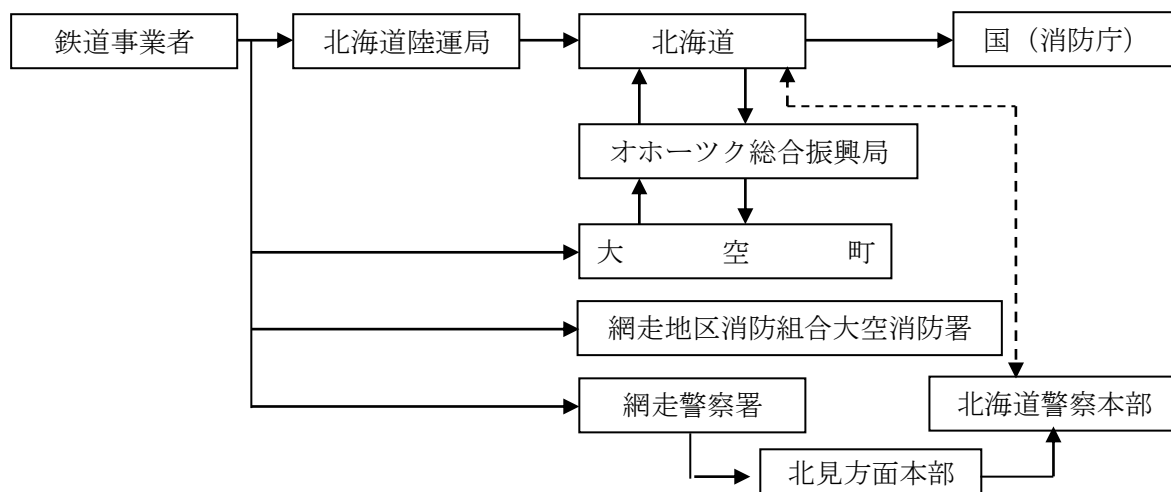 鉄道事業者
北海道陸運局
北海道
国（消防庁）
オホーツク総合振興局
大空町
網走地区消防組合大空消防署
網走警察署
北海道警察本部
北見方面本部